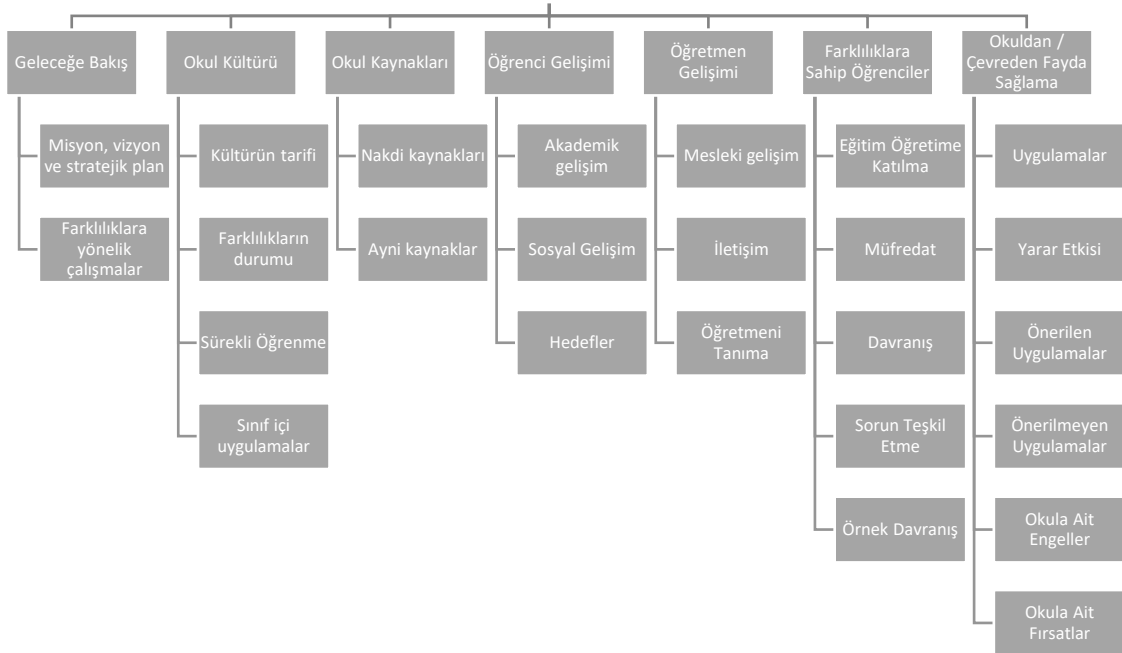 Geleceğe Bakış
Okul Kültürü
Okul Kaynakları
Öğrenci Gelişimi
Öğretmen
Gelişimi
Farklılıklara
Sahip Öğrenciler
Okuldan /
Çevreden Fayda
Sağlama
Misyon, vizyon
ve stratejik plan
Farklılıklara
yönelik
çalışmalar
Kültürün tarifi
Farklılıkların
durumu
Sürekli Öğrenme
Sınıf içi
uygulamalar
Nakdi kaynakları
Ayni kaynaklar
Akademik
gelişim
Sosyal Gelişim
Hedefler
Mesleki gelişim
İletişim
Öğretmeni
Tanıma
Eğitim Öğretime
Katılma
Müfredat
Davranış
Sorun Teşkil
Etme
Örnek Davranış
Uygulamalar
Yarar Etkisi
Önerilen
Uygulamalar
Önerilmeyen
Uygulamalar
Okula Ait
Engeller
Okula Ait
Fırsatlar